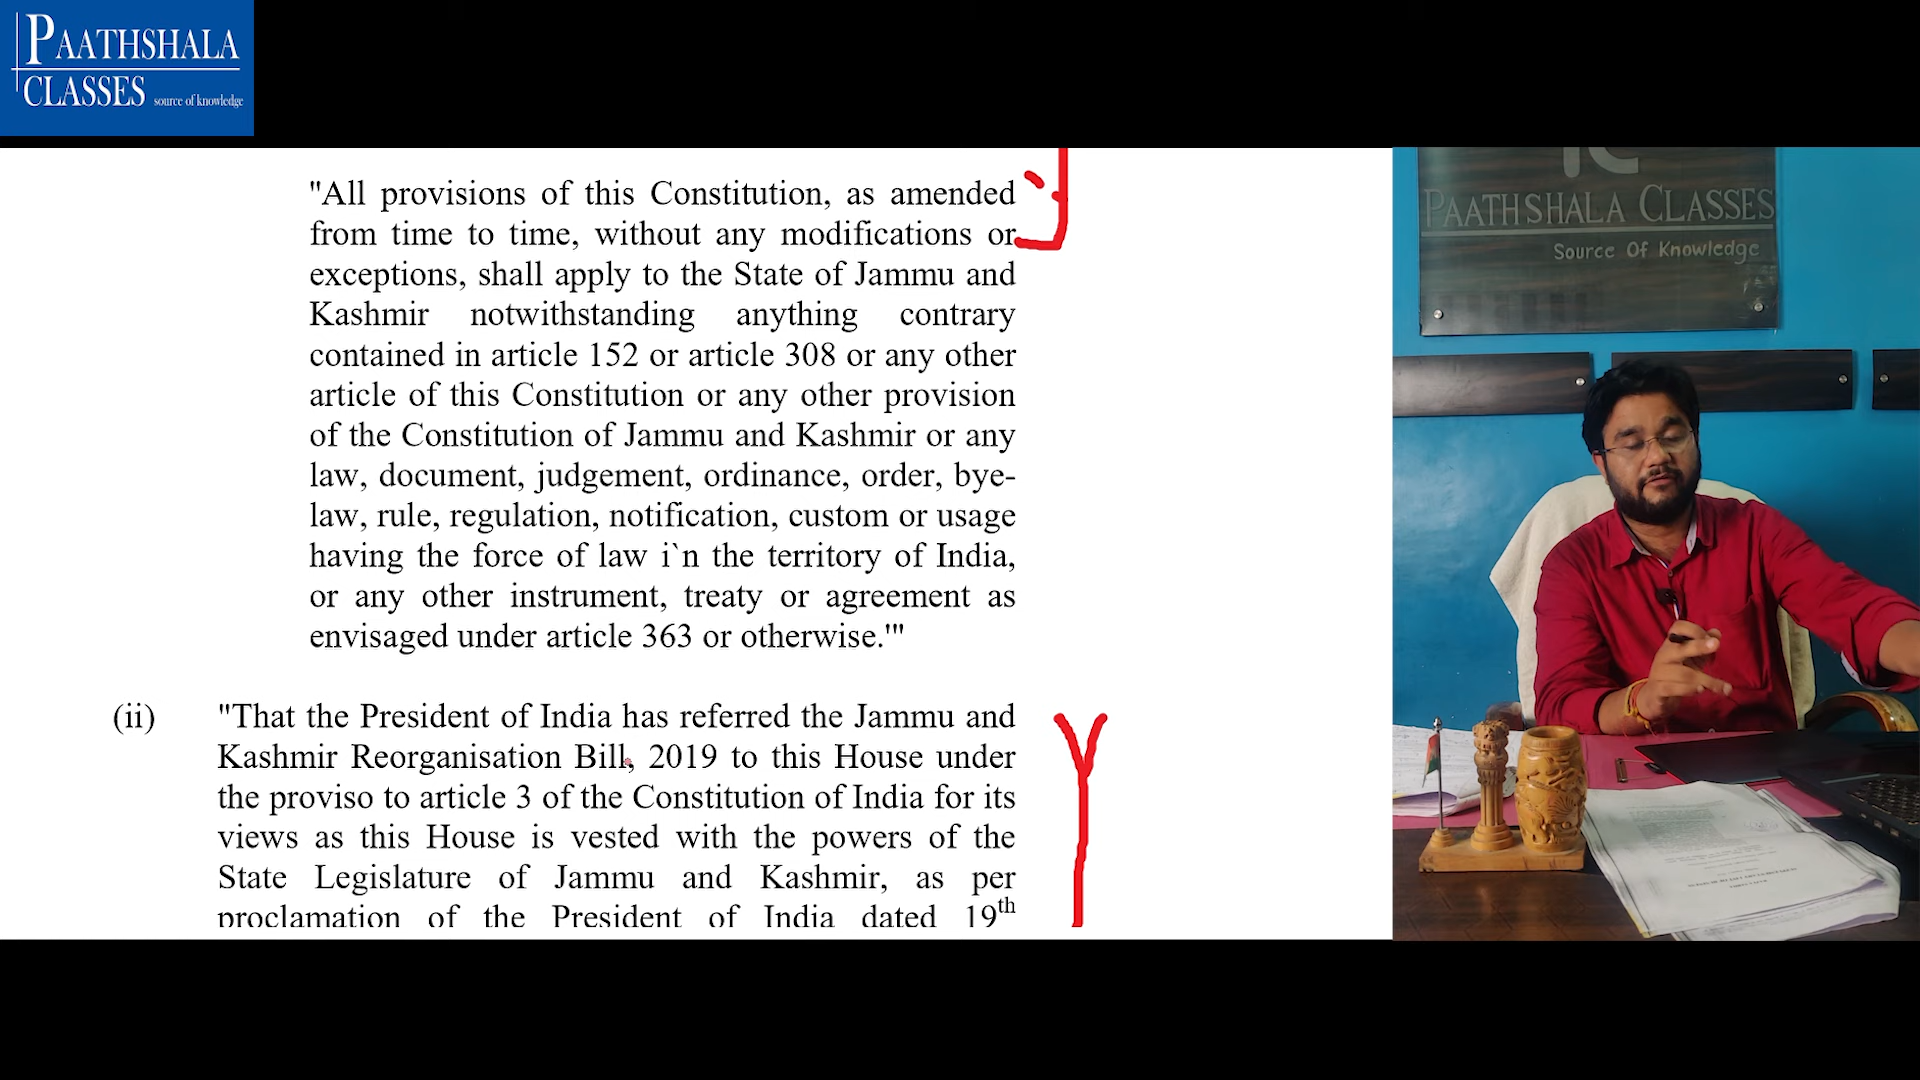 PAATHSHALA
CLASSES source of knowledge
"All provisions of this Constitution, as amended
from time to time, without any modifications or
exceptions, shall apply to the State of Jammu and
Kashmir notwithstanding anything contrary
contained in article 152 or article 308 or any other
article of this Constitution or any other provision
of the Constitution of Jammu and Kashmir or any
law, document, judgement, ordinance, order, bye-
law, rule, regulation, notification, custom or usage
having the force of law i`n the territory of India,
or any other instrument, treaty or agreement as
envisaged under article 363 or otherwise.'"
(ii) "That the President of India has referred the Jammu and
Kashmir Reorganisation Bill, 2019 to this House under
the proviso to article 3 of the Constitution of India for its
views as this House is vested with the powers of the
State Legislature of Jammu and Kashmir, as per
proclamation of the President of India dated 19th
PAATHSHALA CLASSES
Source Of Knowledge